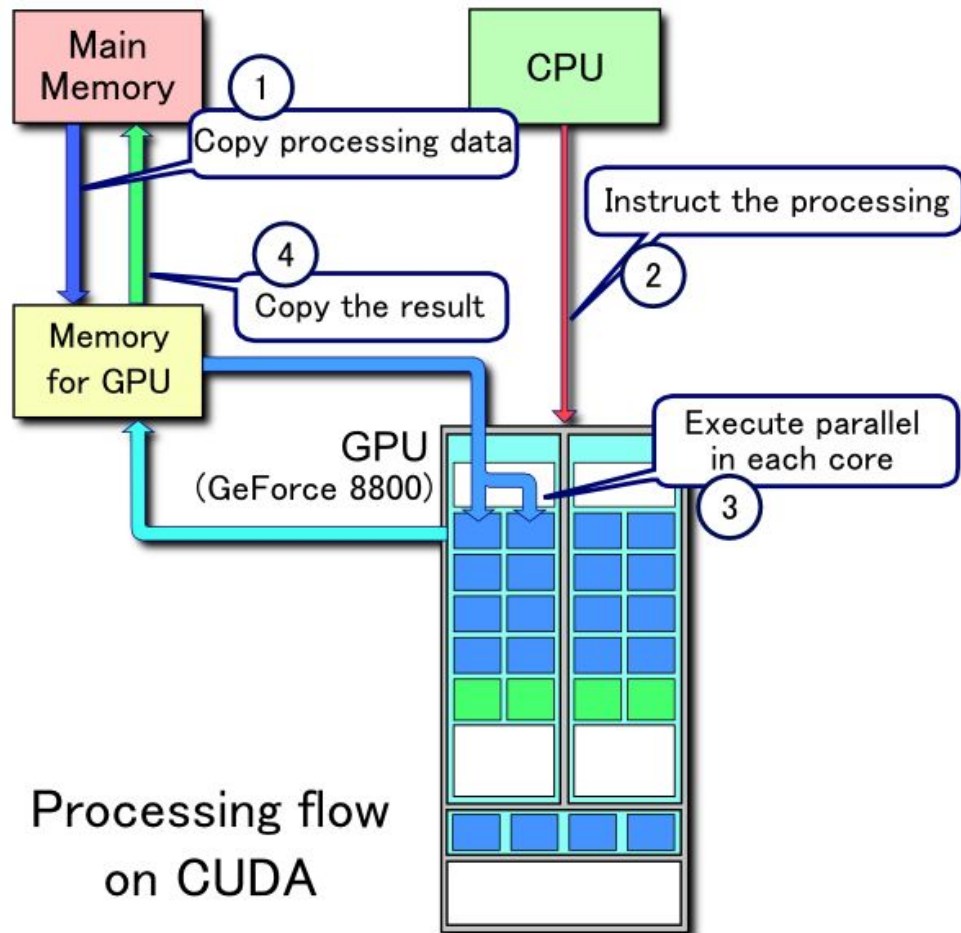 Main
Memory
CPU
1
Copy processing data
Instruct the processing
2
4
Copy the result
Memory
for GPU
GPU
(GeForce 8800)
Execute parallel
in each core
3
Processing flow
on CUDA